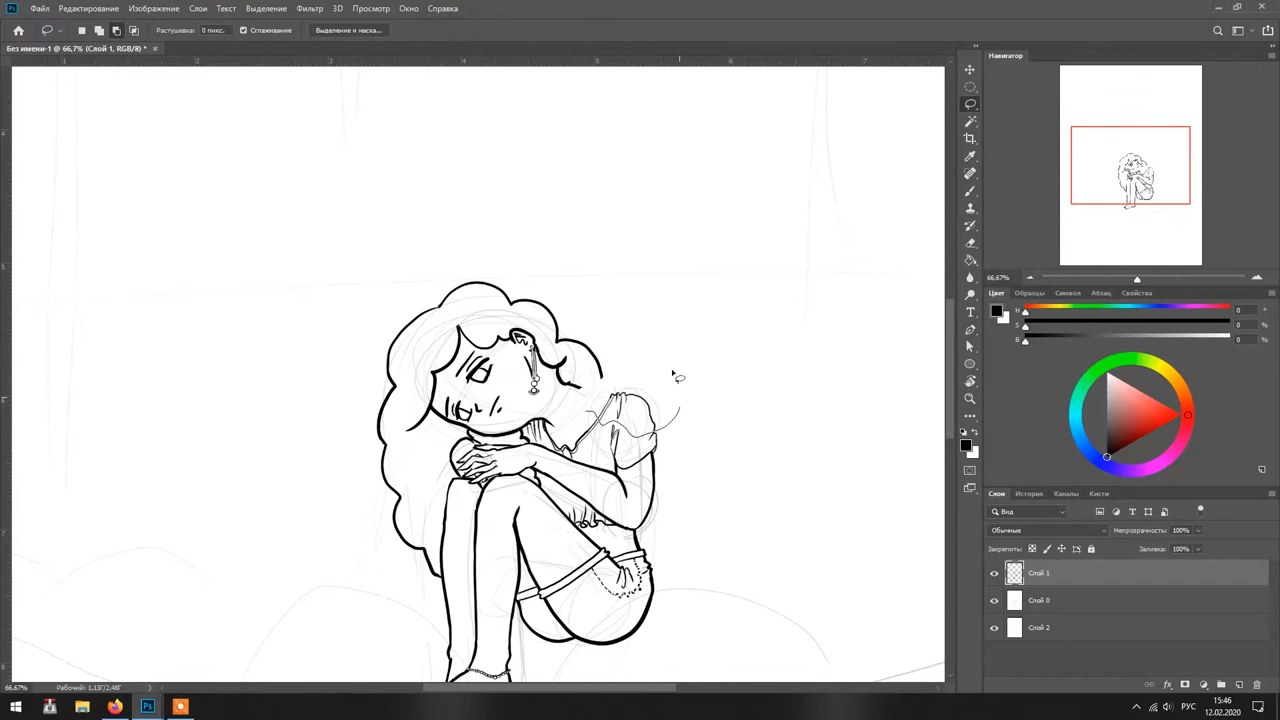 Файл Изображение Слои Текст Выделение Фильтр 3D Просмотр Окно Справка
Растушевка: 0 пикс. Сглаживание Выделение и маска...
Без имени-1 @ 66,7% (Слой 1, RGB/8) *
Навигатор
66,67%
Цвет Образцы Символ Абзац Свойства
H 0 °
S 0 %
B 0 %
Слои История Каналы Кисти
Вид
Обычные Непрозрачность: 100%
Закрепить: Заливка: 100%
Слой 1
Слой 0
Слой 2
66,67% Рабочий: 1,13Г/2,48Г
РУС 15:46
12.02.2020